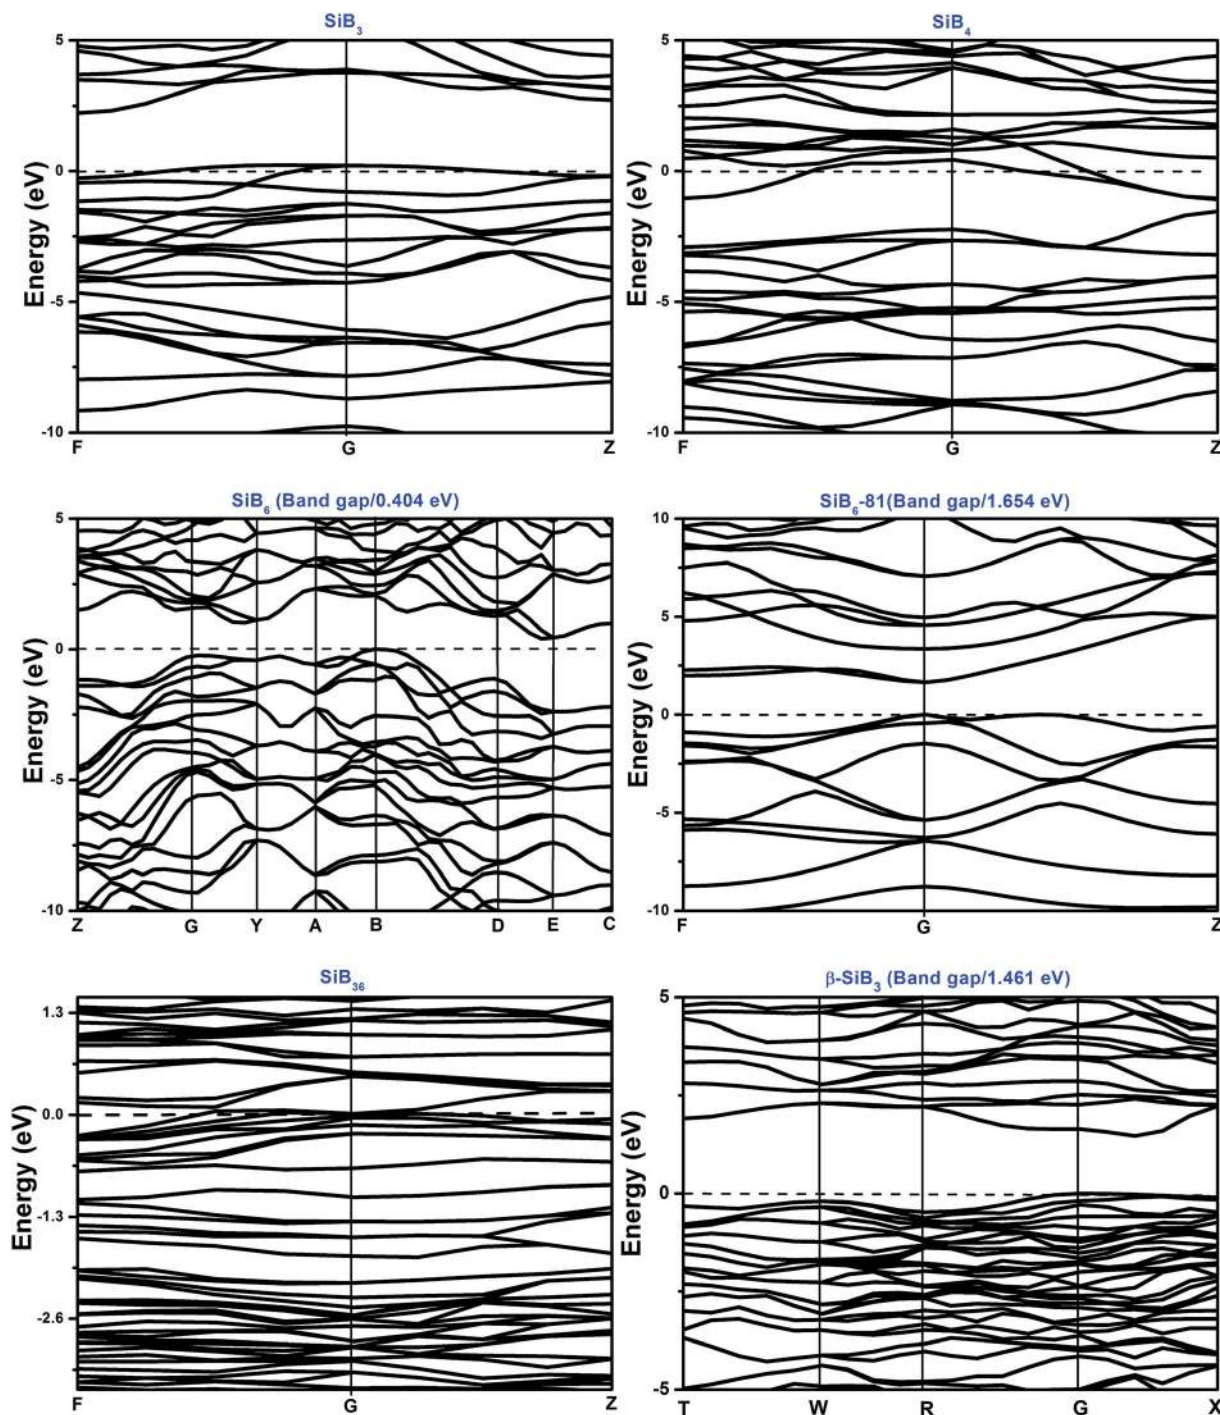 SiB3
SiB4
5
0
-5
-10
Energy (eV)
F G Z
5
0
-5
-10
Energy (eV)
F G Z
SiB6 (Band gap/0.404 eV)
SiB6-81(Band gap/1.654 eV)
5
0
-5
-10
Energy (eV)
Z G Y A B D E C
10
5
0
-5
-10
Energy (eV)
F G Z
SiB36
β-SiB3 (Band gap/1.461 eV)
1.3
0.0
-1.3
-2.6
Energy (eV)
F G Z
5
0
-5
Energy (eV)
T W R G X